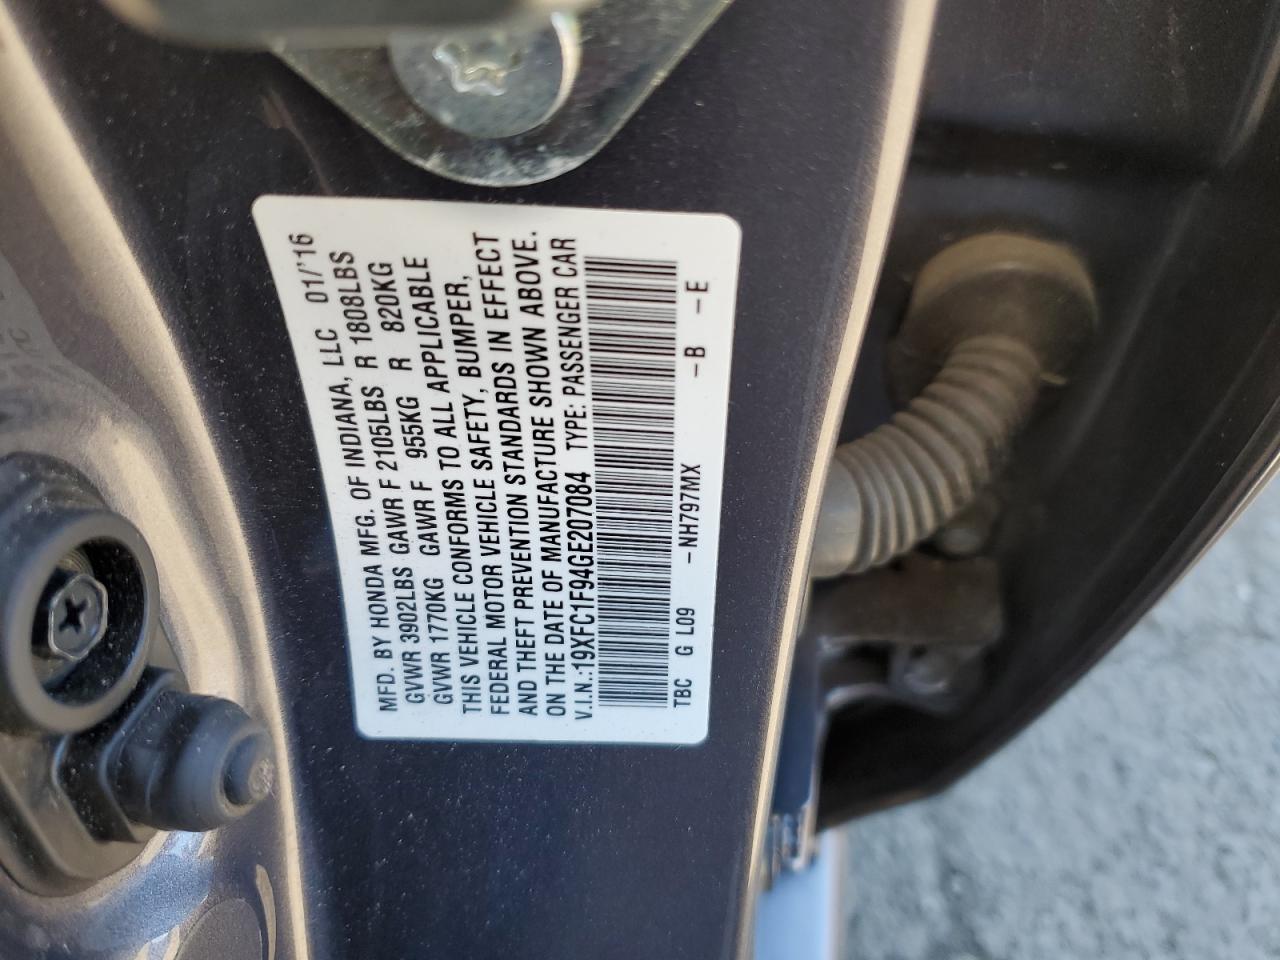 MFD. BY HONDA MFG. OF INDIANA, LLC 01/'16
GVWR 3902LBS GAWR F 2105LBS R 1808LBS
GVWR 1770KG GAWR F 955KG R 820KG
THIS VEHICLE CONFORMS TO ALL APPLICABLE
FEDERAL MOTOR VEHICLE SAFETY, BUMPER,
AND THEFT PREVENTION STANDARDS IN EFFECT
ON THE DATE OF MANUFACTURE SHOWN ABOVE.
V.I.N.:19XFC1F94GE207084 TYPE: PASSENGER CAR
TBC G L09 -NH797MX -B -E